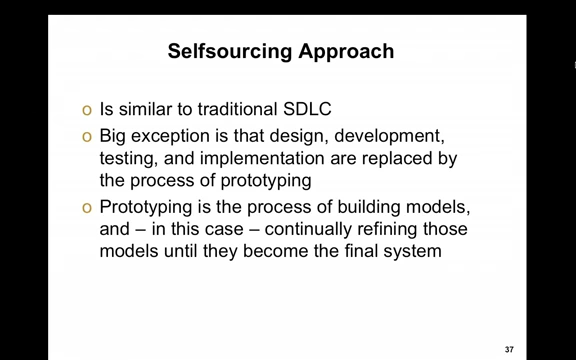 Selfsourcing Approach
o Is similar to traditional SDLC
o Big exception is that design, development,
testing, and implementation are replaced by
the process of prototyping
o Prototyping is the process of building models,
and – in this case – continually refining those
models until they become the final system
37